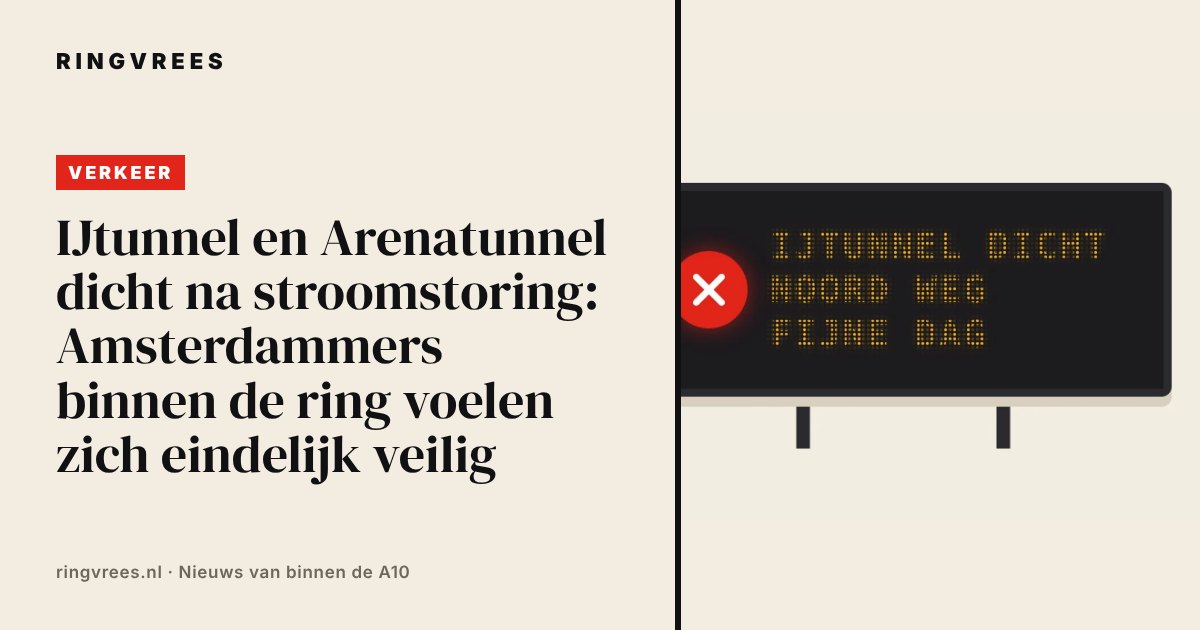 RINGVREES
VERKEER
IJtunnel en Arenatunnel
dicht na stroomstoring:
Amsterdammers
binnen de ring voelen
zich eindelijk veilig
ringvrees.nl · Nieuws van binnen de A10
IJTUNNEL DICHT
NOORD WEG
FIJNE DAG